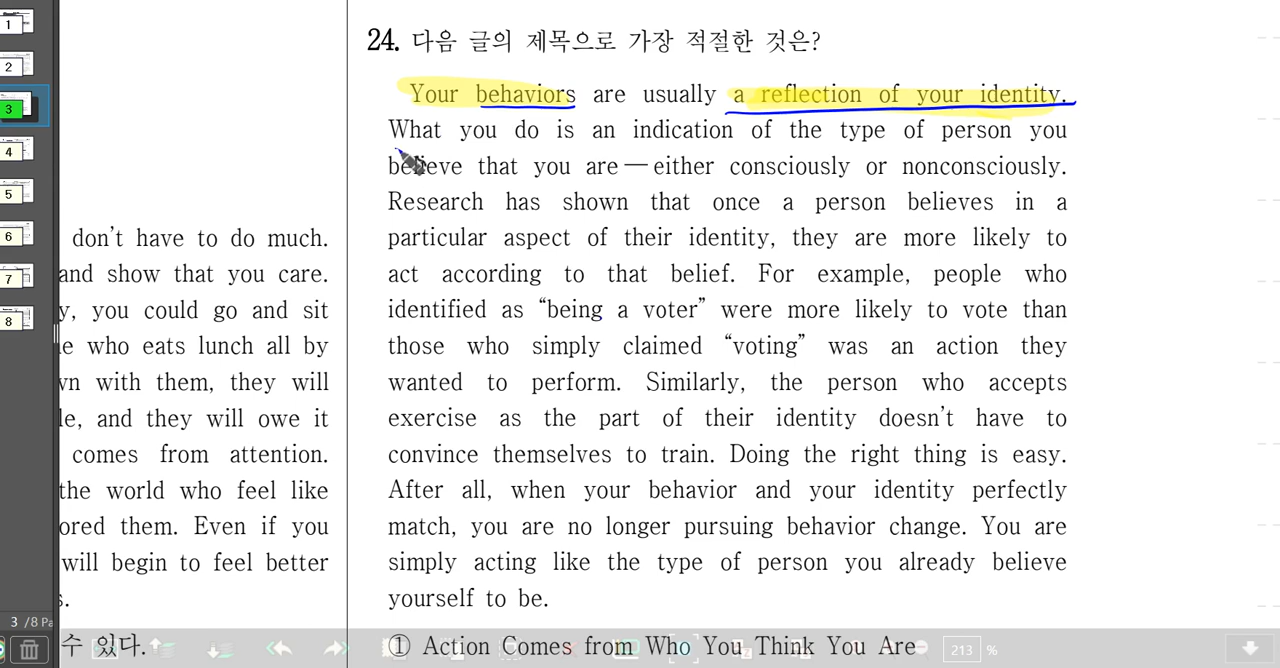 1
2
3
4
5
6
7
8
3 /8 Pa
don't have to do much.
and show that you care.
y, you could go and sit
e who eats lunch all by
vn with them, they will
le, and they will owe it
comes from attention.
the world who feel like
ored them. Even if you
will begin to feel better
s.
수 있다.
24. 다음 글의 제목으로 가장 적절한 것은?
Your behaviors are usually a reflection of your identity.
What you do is an indication of the type of person you
believe that you are — either consciously or nonconsciously.
Research has shown that once a person believes in a
particular aspect of their identity, they are more likely to
act according to that belief. For example, people who
identified as “being a voter” were more likely to vote than
those who simply claimed “voting” was an action they
wanted to perform. Similarly, the person who accepts
exercise as the part of their identity doesn't have to
convince themselves to train. Doing the right thing is easy.
After all, when your behavior and your identity perfectly
match, you are no longer pursuing behavior change. You are
simply acting like the type of person you already believe
yourself to be.
① Action Comes from Who You Think You Are
213 %